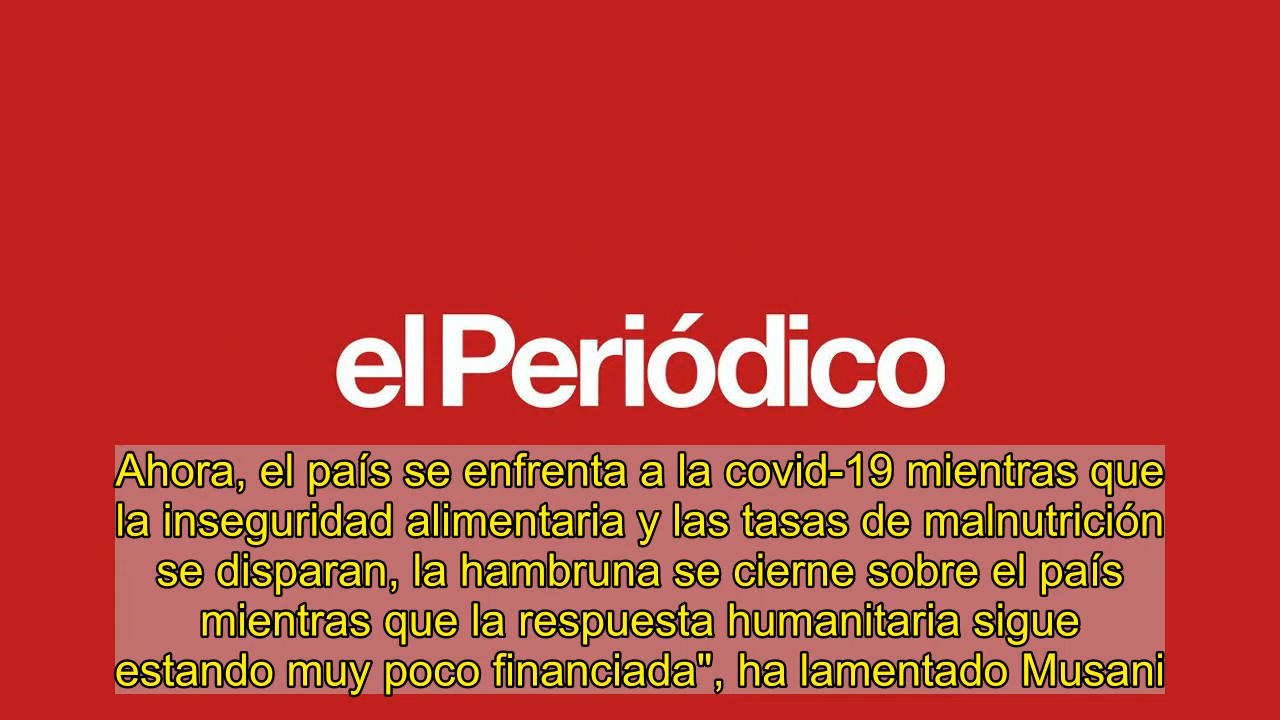 el Periódico
Ahora, el país se enfrenta a la covid-19 mientras que
la inseguridad alimentaria y las tasas de malnutrición
se disparan, la hambruna se cierne sobre el país
mientras que la respuesta humanitaria sigue
estando muy poco financiada", ha lamentado Musani